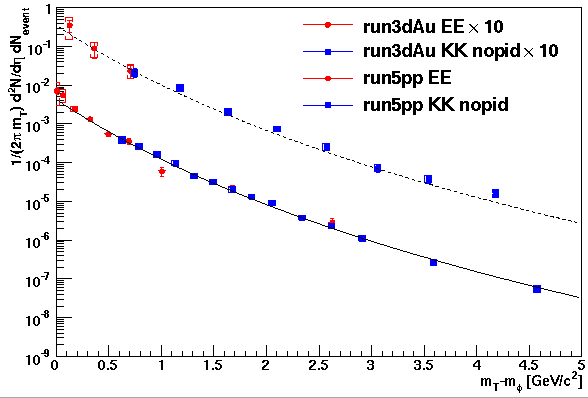 1/(2π m_T) d²N/dη dN_event
1
10⁻¹
10⁻²
10⁻³
10⁻⁴
10⁻⁵
10⁻⁶
10⁻⁷
10⁻⁸
10⁻⁹
run3dAu EE × 10
run3dAu KK nopid × 10
run5pp EE
run5pp KK nopid
0 0.5 1 1.5 2 2.5 3 3.5 4 4.5 5
m_T-m_ϕ [GeV/c²]